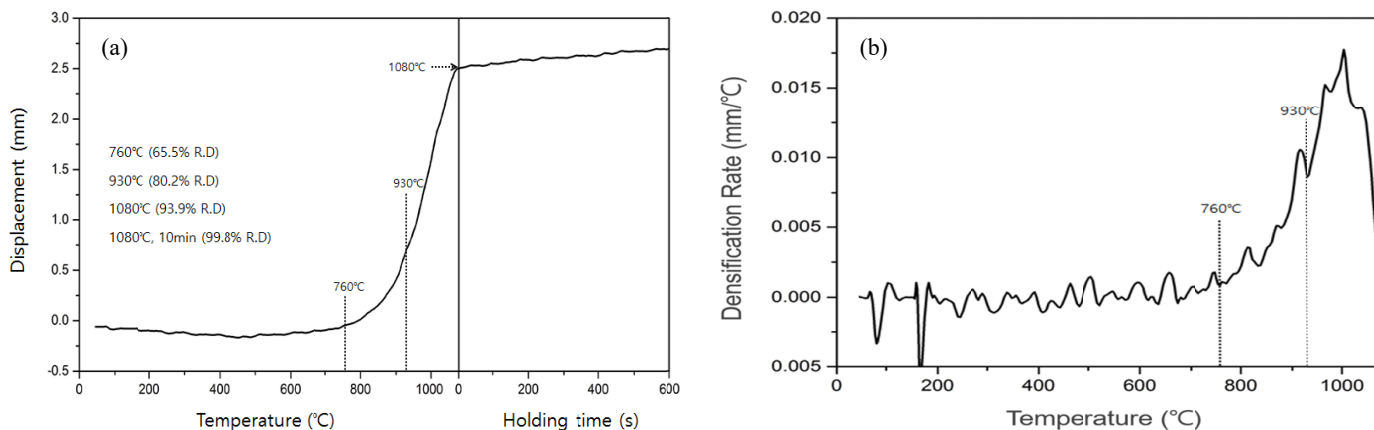 (a)
3.0
2.5
2.0
1.5
1.0
0.5
0.0
-0.5
Displacement (mm)
1080℃
760℃ (65.5% R.D)
930℃ (80.2% R.D)
1080℃ (93.9% R.D)
1080℃, 10min (99.8% R.D)
930℃
760℃
0 200 400 600 800 1000 0 200 400 600
Temperature (℃) Holding time (s)
(b)
0.020
0.015
0.010
0.005
0.000
0.005
Densification Rate (mm/℃)
930℃
760℃
0 200 400 600 800 1000
Temperature (℃)